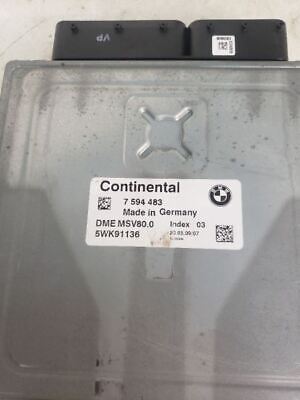 VP
Continental
7 594 483
Made in Germany
DME MSV80.0 Index 03
5WK91136